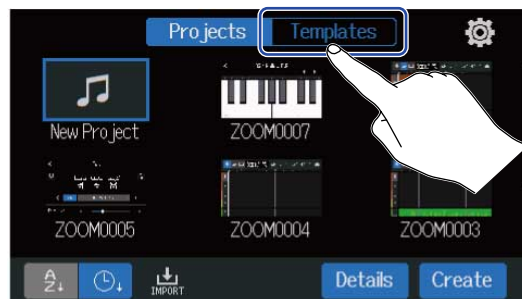 Projects Templates
New Project
ZOOM0007
ZOOM0005
ZOOM0004
ZOOM0003
A Z
IMPORT
Details Create